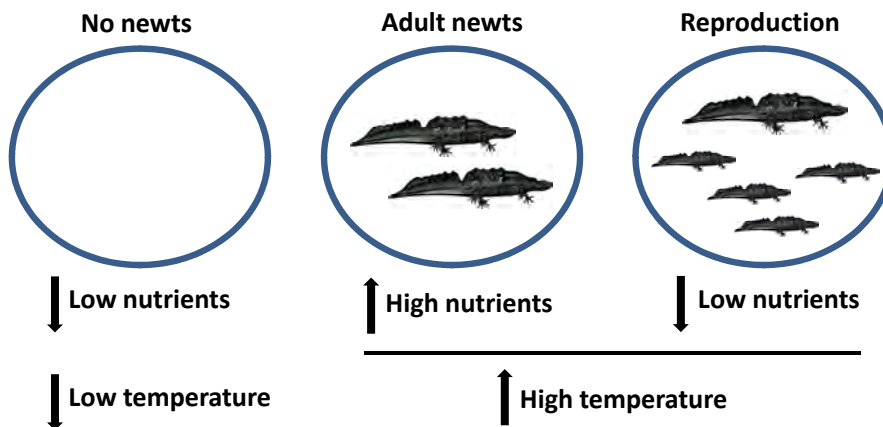 No newts
Adult newts
Reproduction
Low nutrients
High nutrients
Low nutrients
Low temperature
High temperature